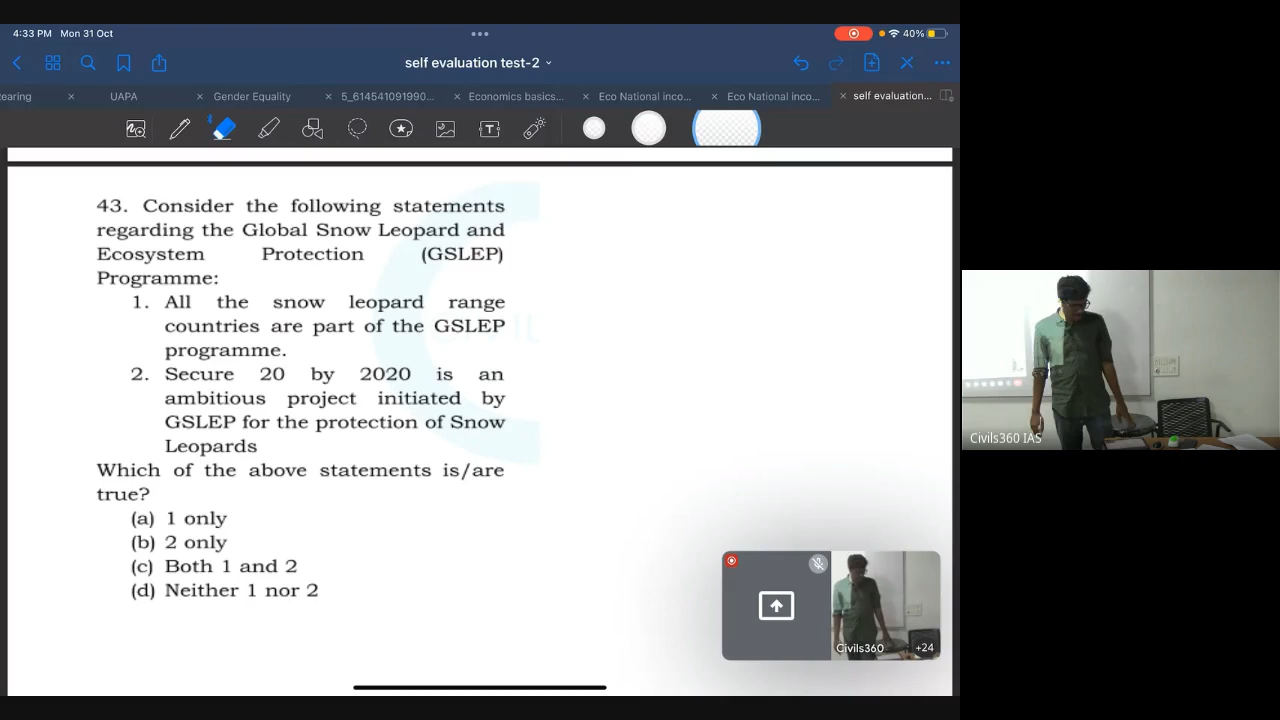 4:33 PM Mon 31 Oct
40%
self evaluation test-2
earing
UAPA
Gender Equality
5_614541091990...
Economics basics...
Eco National inco...
Eco National inco...
self evaluation...
43. Consider the following statements
regarding the Global Snow Leopard and
Ecosystem Protection (GSLEP)
Programme:
1. All the snow leopard range
countries are part of the GSLEP
programme.
2. Secure 20 by 2020 is an
ambitious project initiated by
GSLEP for the protection of Snow
Leopards
Which of the above statements is/are
true?
(a) 1 only
(b) 2 only
(c) Both 1 and 2
(d) Neither 1 nor 2
Civils360
+24
Civils360 IAS